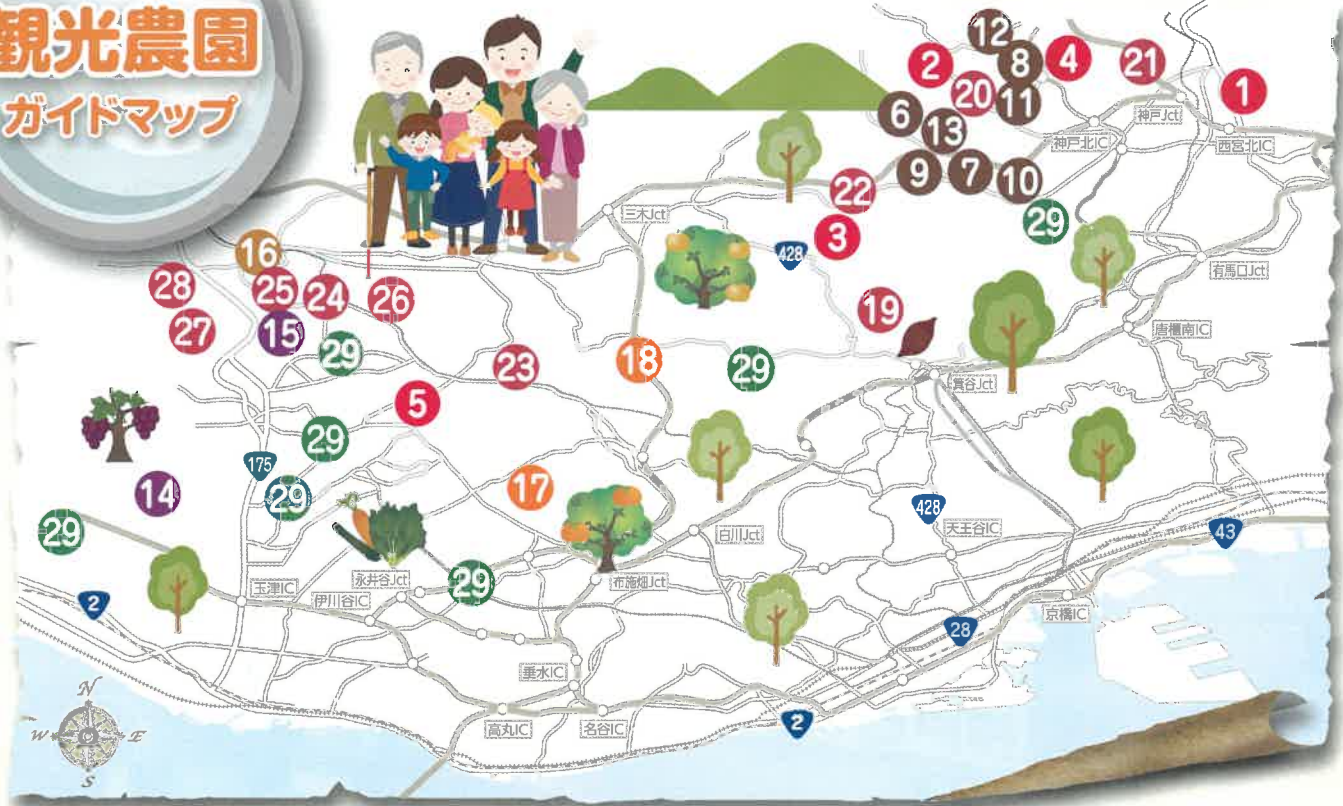 観光農園
ガイドマップ
12
2
8
4
21
20
11
1
6
13
神戸Jct
神戸北IC
西宮北IC
9
7
10
22
29
三木Jct
3
428
16
有馬口Jct
28
25
24
26
19
27
15
29
唐櫃南IC
18
29
23
箕谷Jct
5
29
175
29
14
17
428
29
白川Jct
天王谷IC
43
玉津IC
永井谷Jct
29
布施畑Jct
伊川谷IC
2
京橋IC
28
垂水IC
N
W
E
S
高丸IC
名谷IC
2